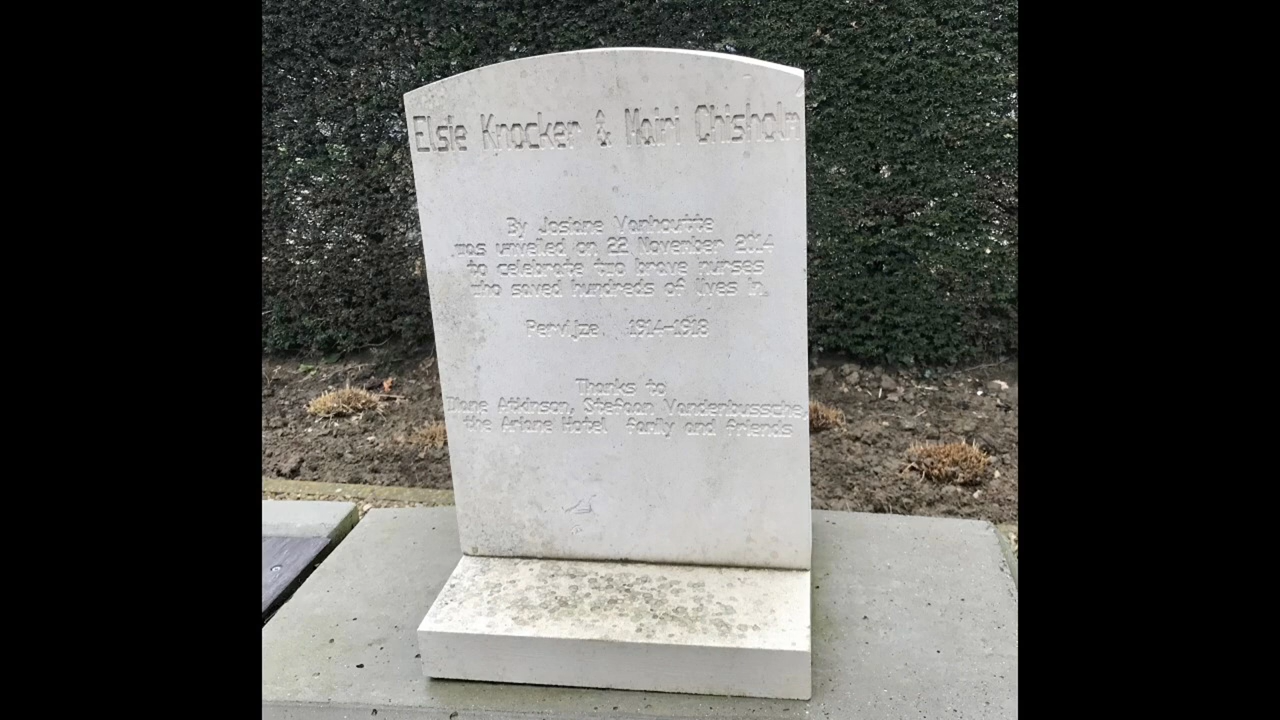 Elsie Knocker & Mairi Chisholm
By Josiane Vanhoutte
was unveiled on 22 November 2014
to celebrate two brave nurses
who saved hundreds of lives in
Pervijze 1914-1918
Thanks to
Diane Atkinson, Stefaan Vandenbussche,
the Ariane Hotel family and friends